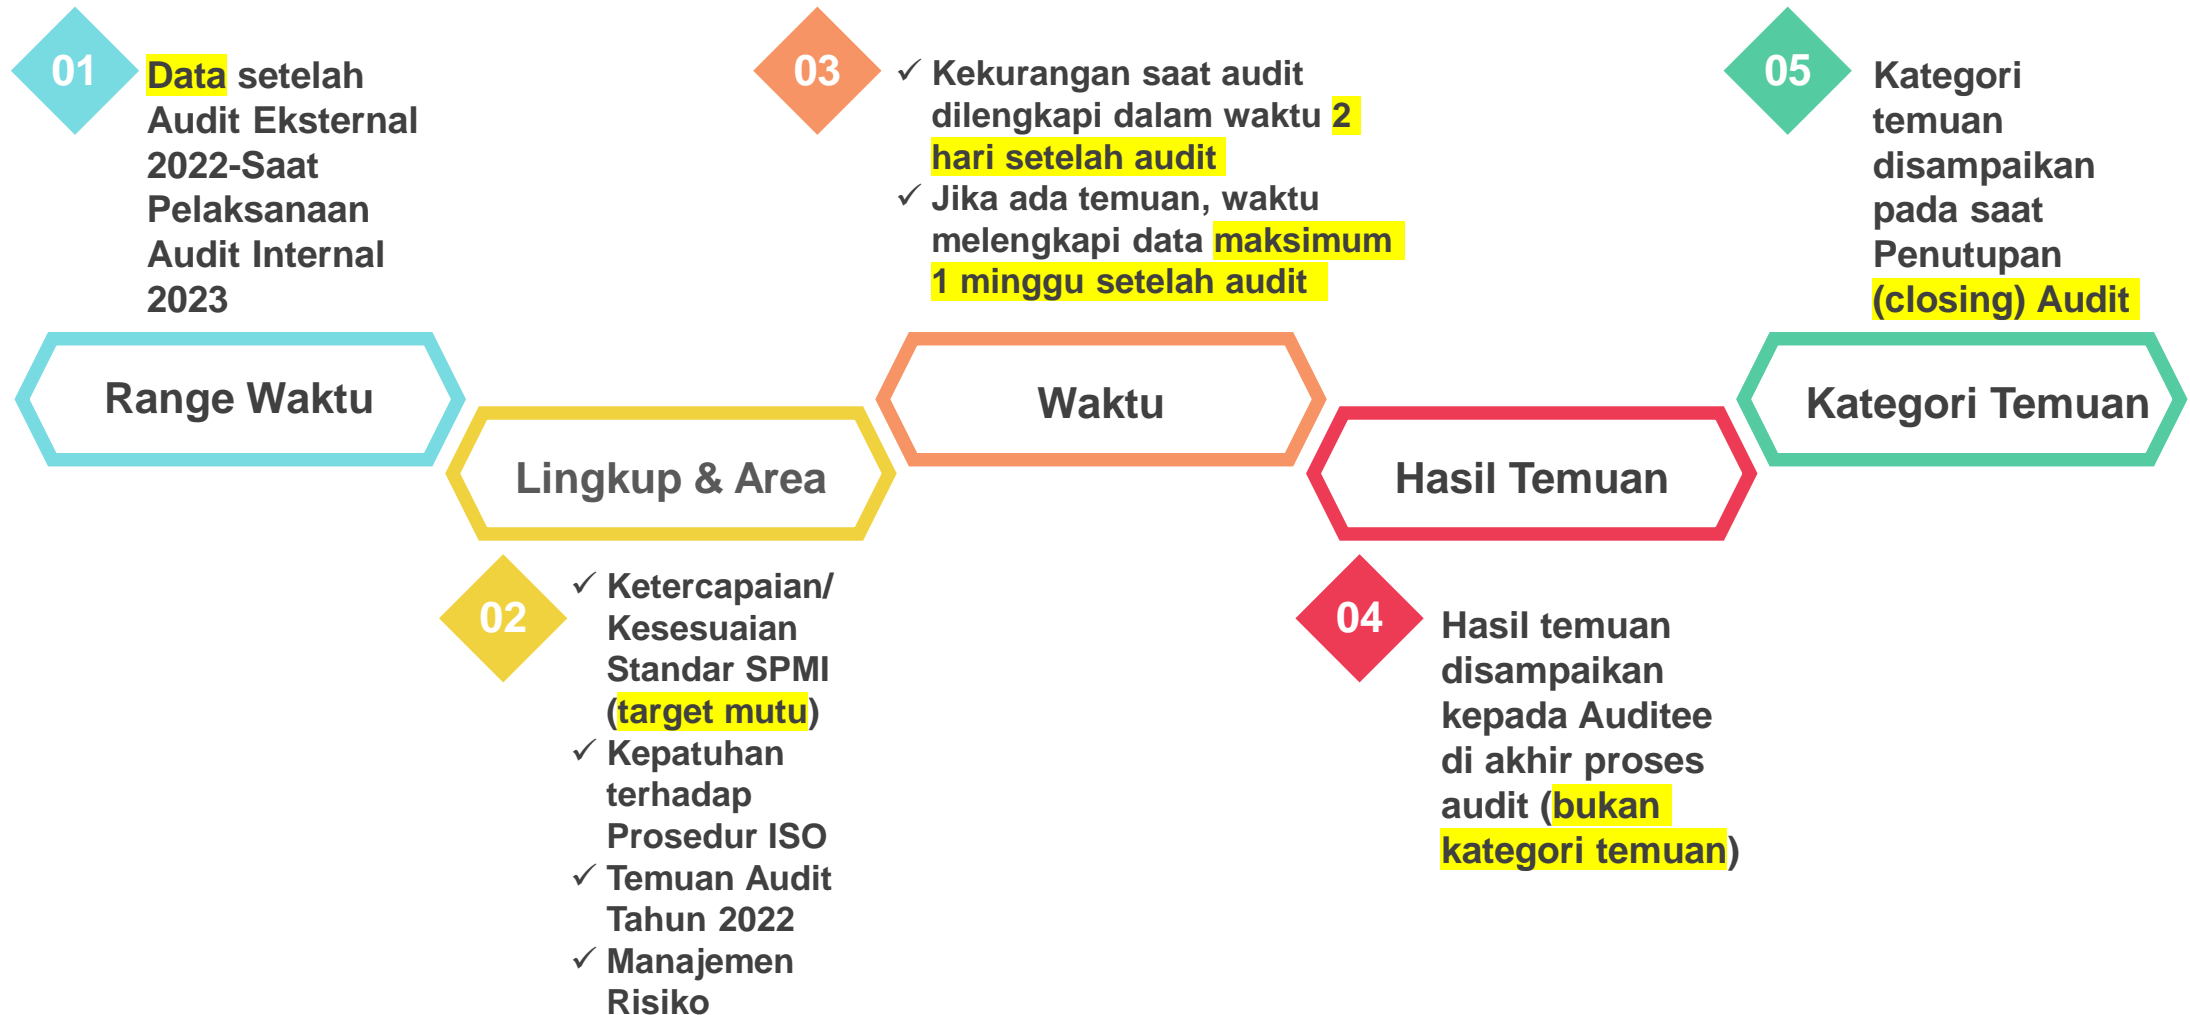 01
Data setelah
Audit Eksternal
2022-Saat
Pelaksanaan
Audit Internal
2023
Range Waktu
Lingkup & Area
02
✓ Ketercapaian/
Kesesuaian
Standar SPMI
(target mutu)
✓ Kepatuhan
terhadap
Prosedur ISO
✓ Temuan Audit
Tahun 2022
✓ Manajemen
Risiko
03
✓ Kekurangan saat audit
dilengkapi dalam waktu 2
hari setelah audit
✓ Jika ada temuan, waktu
melengkapi data maksimum
1 minggu setelah audit
Waktu
Hasil Temuan
04
Hasil temuan
disampaikan
kepada Auditee
di akhir proses
audit (bukan
kategori temuan)
05
Kategori
temuan
disampaikan
pada saat
Penutupan
(closing) Audit
Kategori Temuan